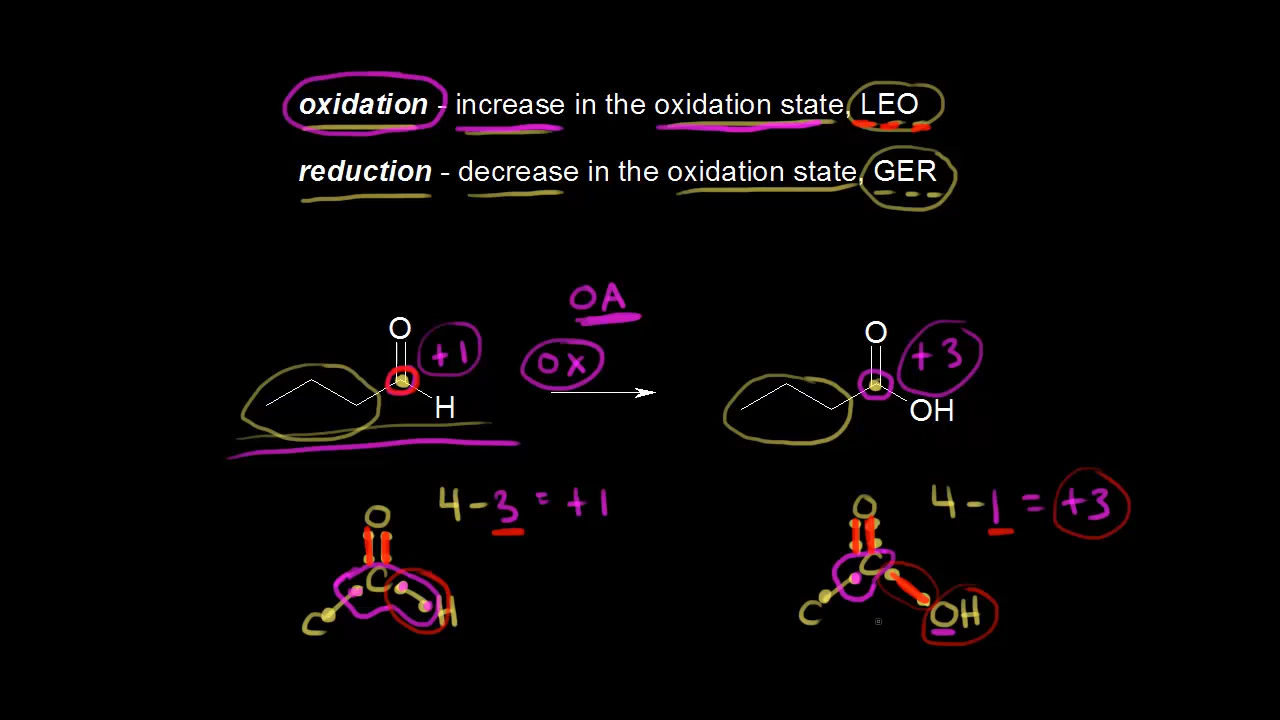 oxidation - increase in the oxidation state, LEO
reduction - decrease in the oxidation state, GER
OA
O +1 OX O +3
H OH
4 - 3 = +1 4 - 1 = +3
O O
C C
C H C OH